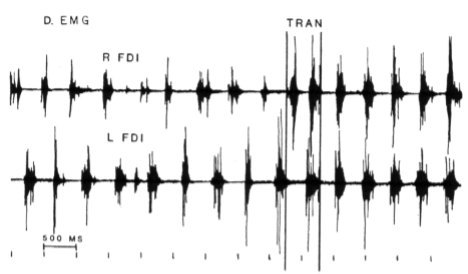 D. EMG
TRAN
R FDI
L FDI
500 MS